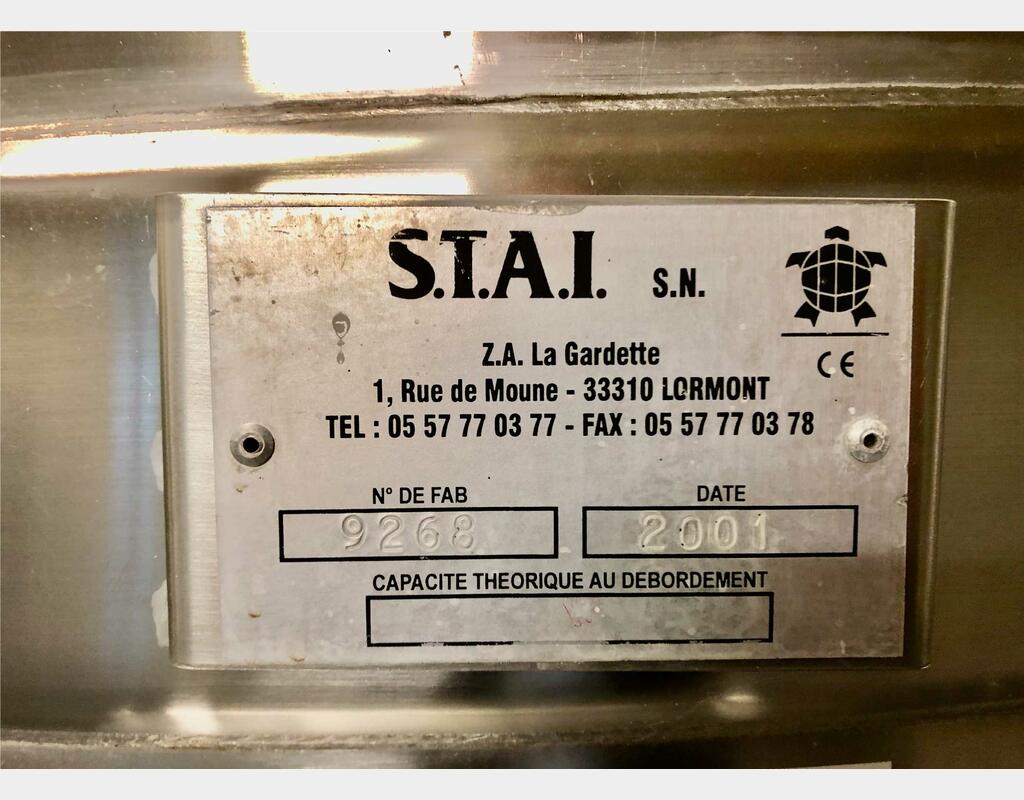 S.T.A.I. S.N.
Z.A. La Gardette
1, Rue de Moune - 33310 LORMONT
TEL : 05 57 77 03 77 - FAX : 05 57 77 03 78
CE
N° DE FAB
9268
DATE
2001
CAPACITE THEORIQUE AU DEBORDEMENT